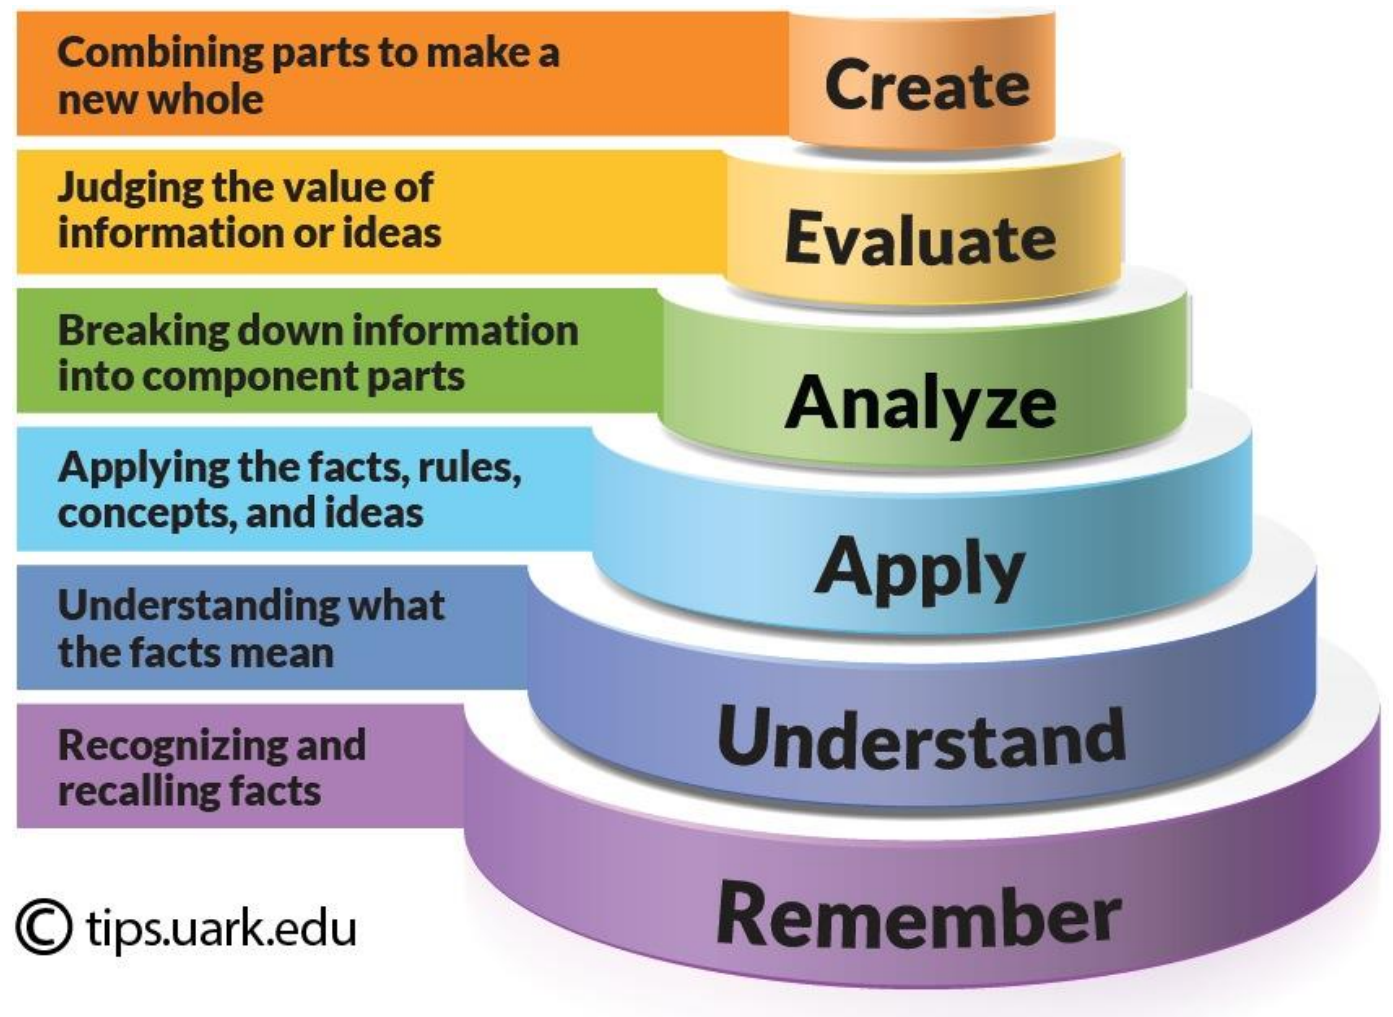 Combining parts to make a
new whole
Create
Judging the value of
information or ideas
Evaluate
Breaking down information
into component parts
Analyze
Applying the facts, rules,
concepts, and ideas
Apply
Understanding what
the facts mean
Understand
Recognizing and
recalling facts
Remember
© tips.uark.edu